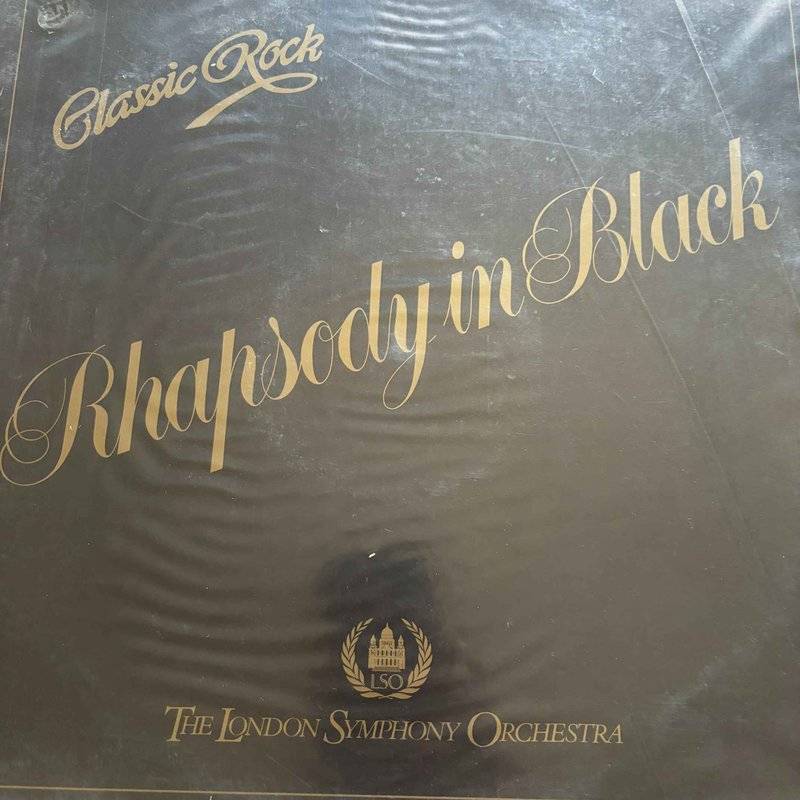 Classic Rock
Rhapsody in Black
LSO
THE LONDON SYMPHONY ORCHESTRA